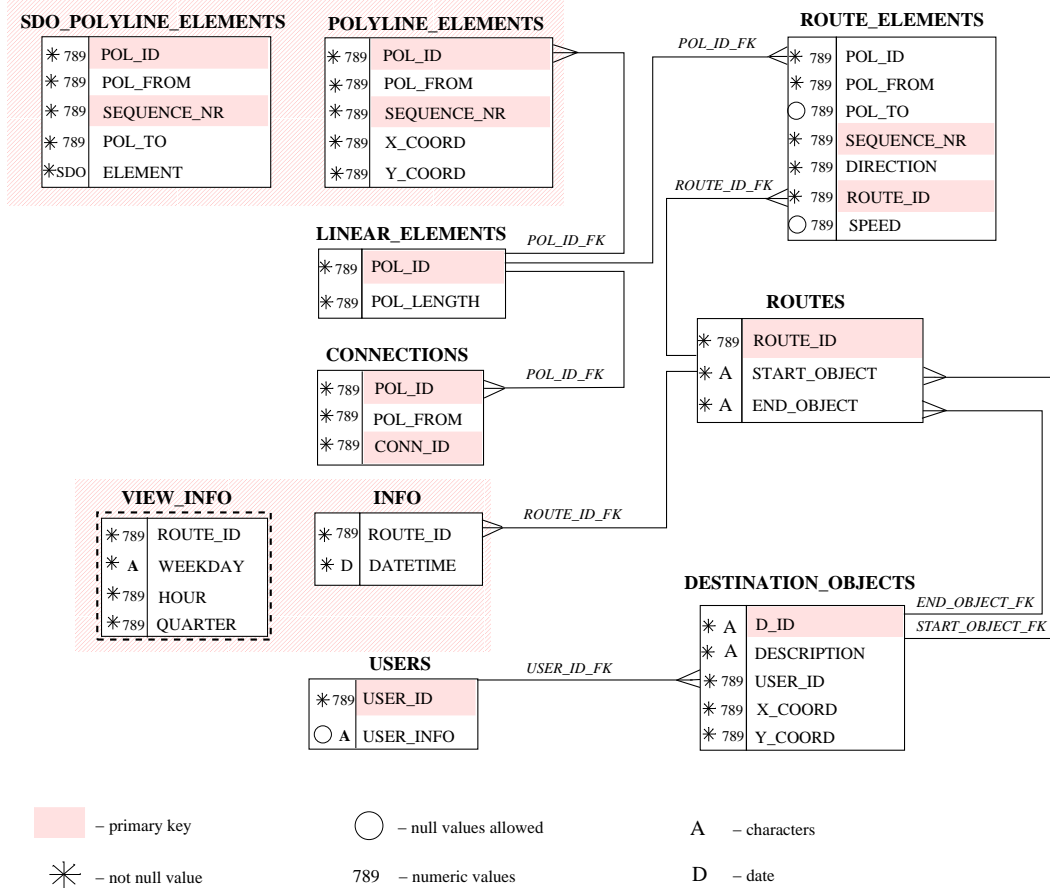 SDO_POLYLINE_ELEMENTS
789 POL_ID
789 POL_FROM
789 SEQUENCE_NR
789 POL_TO
SDO ELEMENT
POLYLINE_ELEMENTS
789 POL_ID
789 POL_FROM
789 SEQUENCE_NR
789 X_COORD
789 Y_COORD
ROUTE_ELEMENTS
789 POL_ID
789 POL_FROM
789 POL_TO
789 SEQUENCE_NR
789 DIRECTION
789 ROUTE_ID
789 SPEED
POL_ID_FK
ROUTE_ID_FK
LINEAR_ELEMENTS
789 POL_ID
789 POL_LENGTH
POL_ID_FK
ROUTES
789 ROUTE_ID
A START_OBJECT
A END_OBJECT
CONNECTIONS
789 POL_ID
789 POL_FROM
789 CONN_ID
POL_ID_FK
VIEW_INFO
789 ROUTE_ID
A WEEKDAY
789 HOUR
789 QUARTER
INFO
789 ROUTE_ID
D DATETIME
ROUTE_ID_FK
DESTINATION_OBJECTS
A D_ID
A DESCRIPTION
789 USER_ID
789 X_COORD
789 Y_COORD
END_OBJECT_FK
START_OBJECT_FK
USERS
789 USER_ID
A USER_INFO
USER_ID_FK
– primary key
– null values allowed
A – characters
– not null value
789 – numeric values
D – date